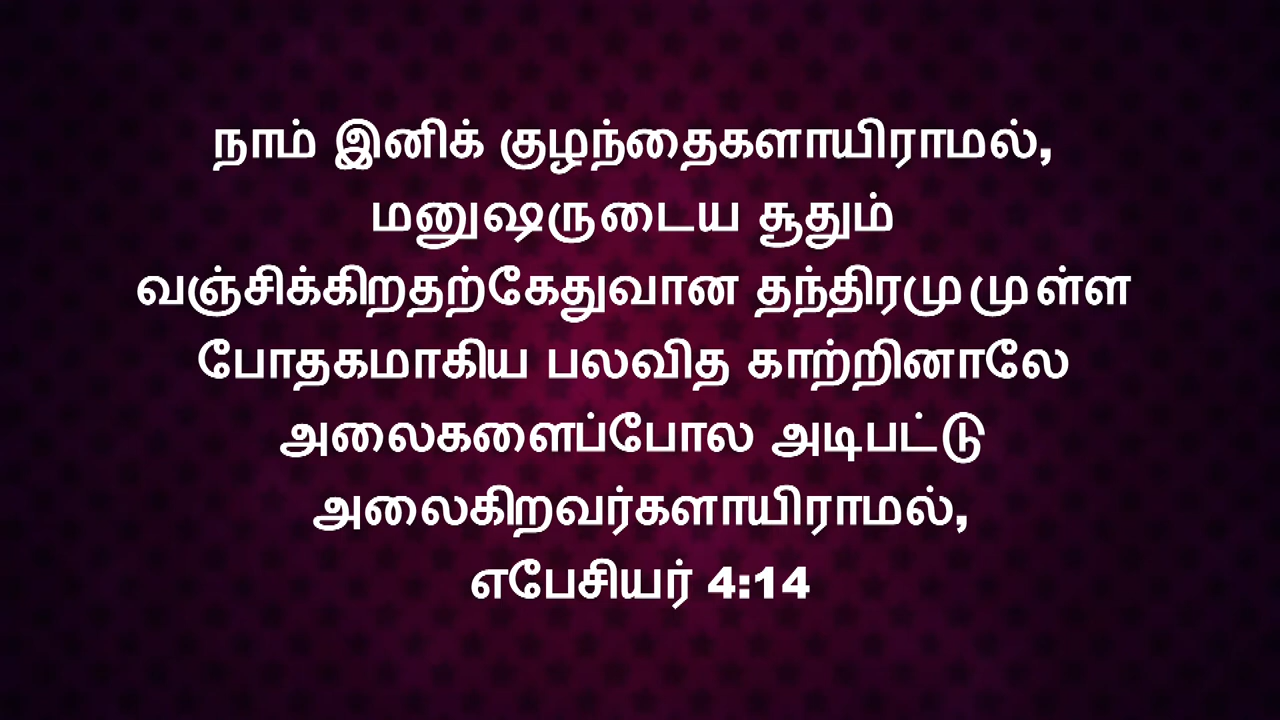 நாம் இனிக் குழந்தைகளாயிராமல்,
மனுஷருடைய சூதும்
வஞ்சிக்கிறதற்கேதுவான தந்திரமுமுள்ள
போதகமாகிய பலவித காற்றினாலே
அலைகளைப்போல அடிபட்டு
அலைகிறவர்களாயிராமல்,
எபேசியர் 4:14